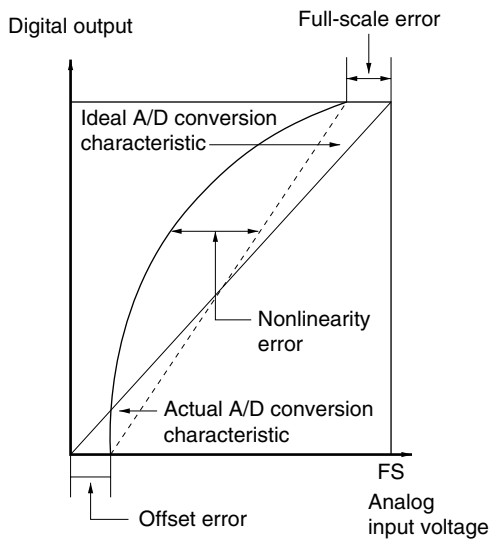 Full-scale error
Digital output
Ideal A/D conversion
characteristic
Nonlinearity
error
Actual A/D conversion
characteristic
FS
Offset error
Analog
input voltage